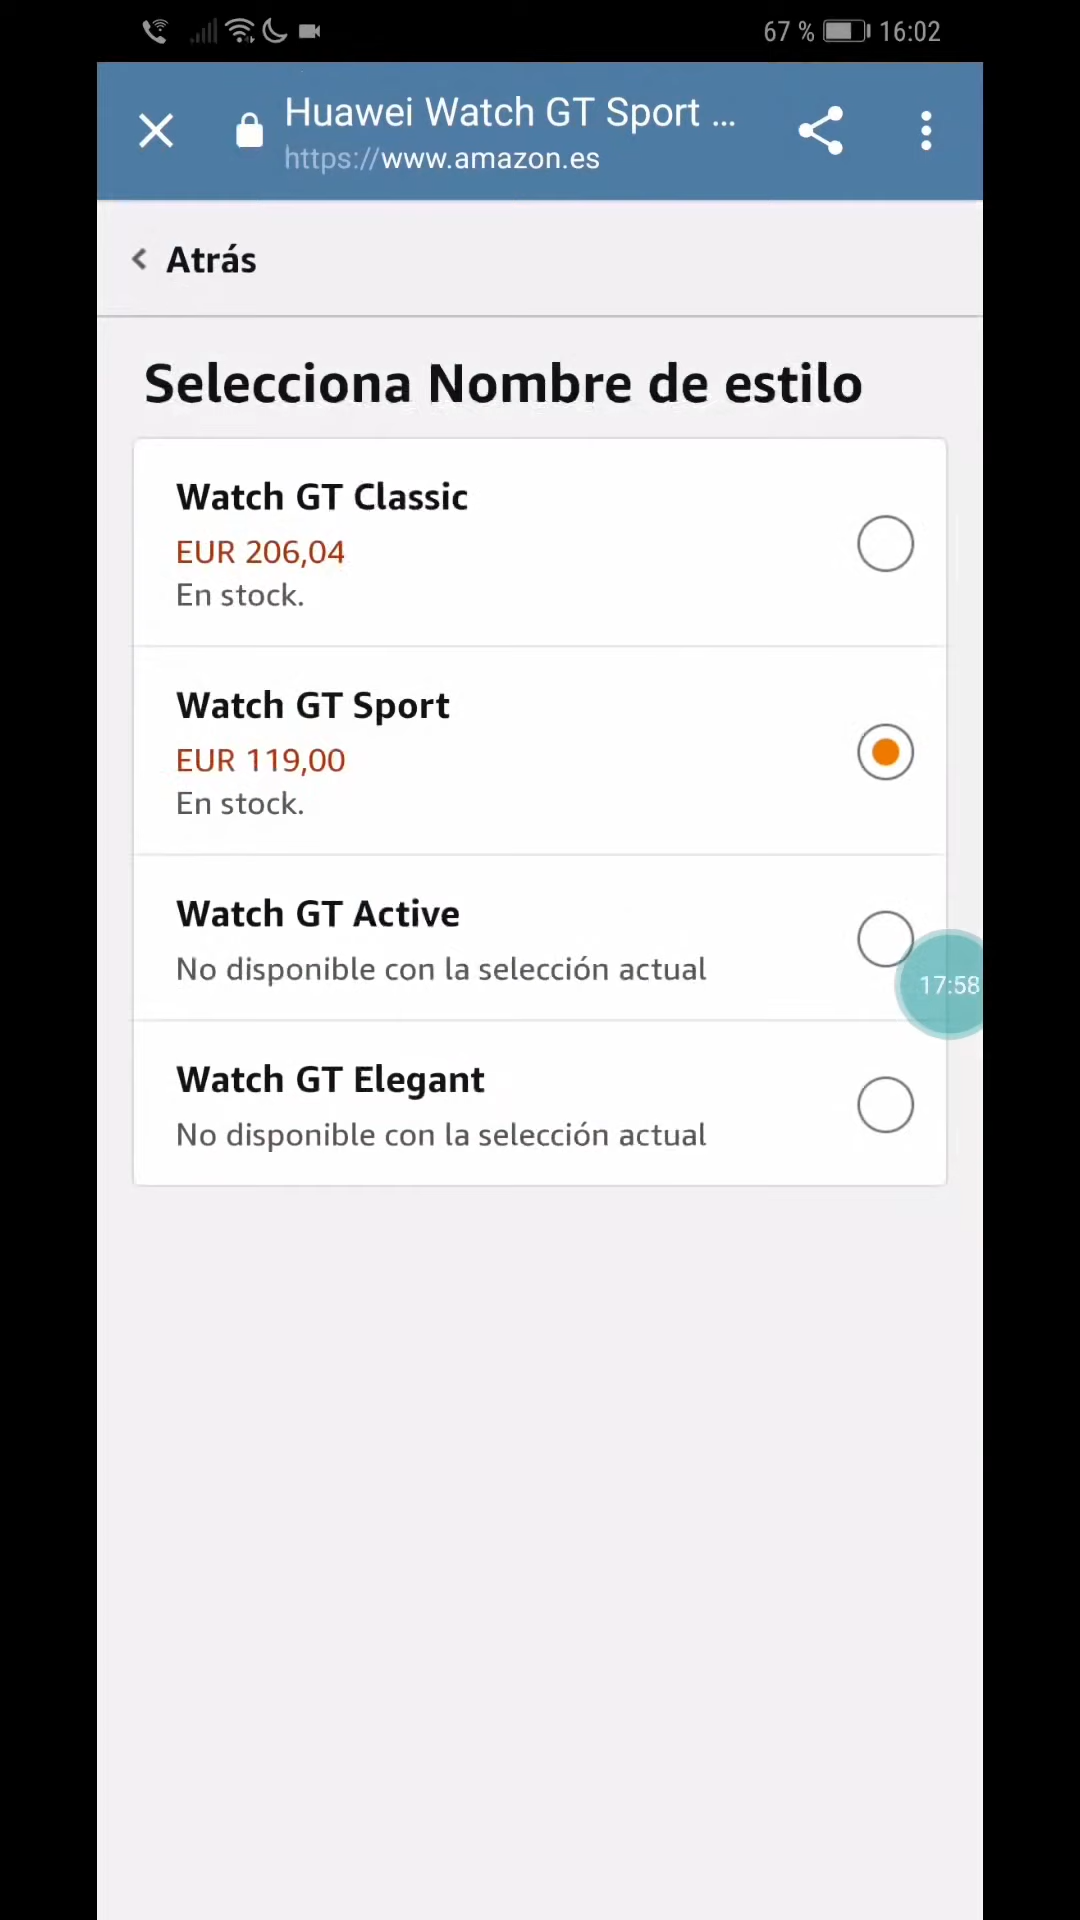 67 % 16:02
Huawei Watch GT Sport ...
https://www.amazon.es
Atrás
Selecciona Nombre de estilo
Watch GT Classic
EUR 206,04
En stock.
Watch GT Sport
EUR 119,00
En stock.
Watch GT Active
No disponible con la selección actual
17:58
Watch GT Elegant
No disponible con la selección actual